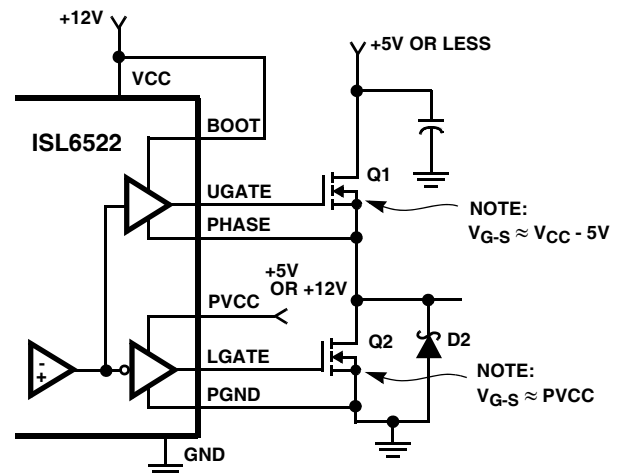 +12V
+5V OR LESS
VCC
BOOT
ISL6522
Q1
UGATE
NOTE:
VG-S ≈ VCC - 5V
PHASE
+5V
OR +12V
PVCC
Q2
D2
LGATE
NOTE:
VG-S ≈ PVCC
PGND
-
+
GND